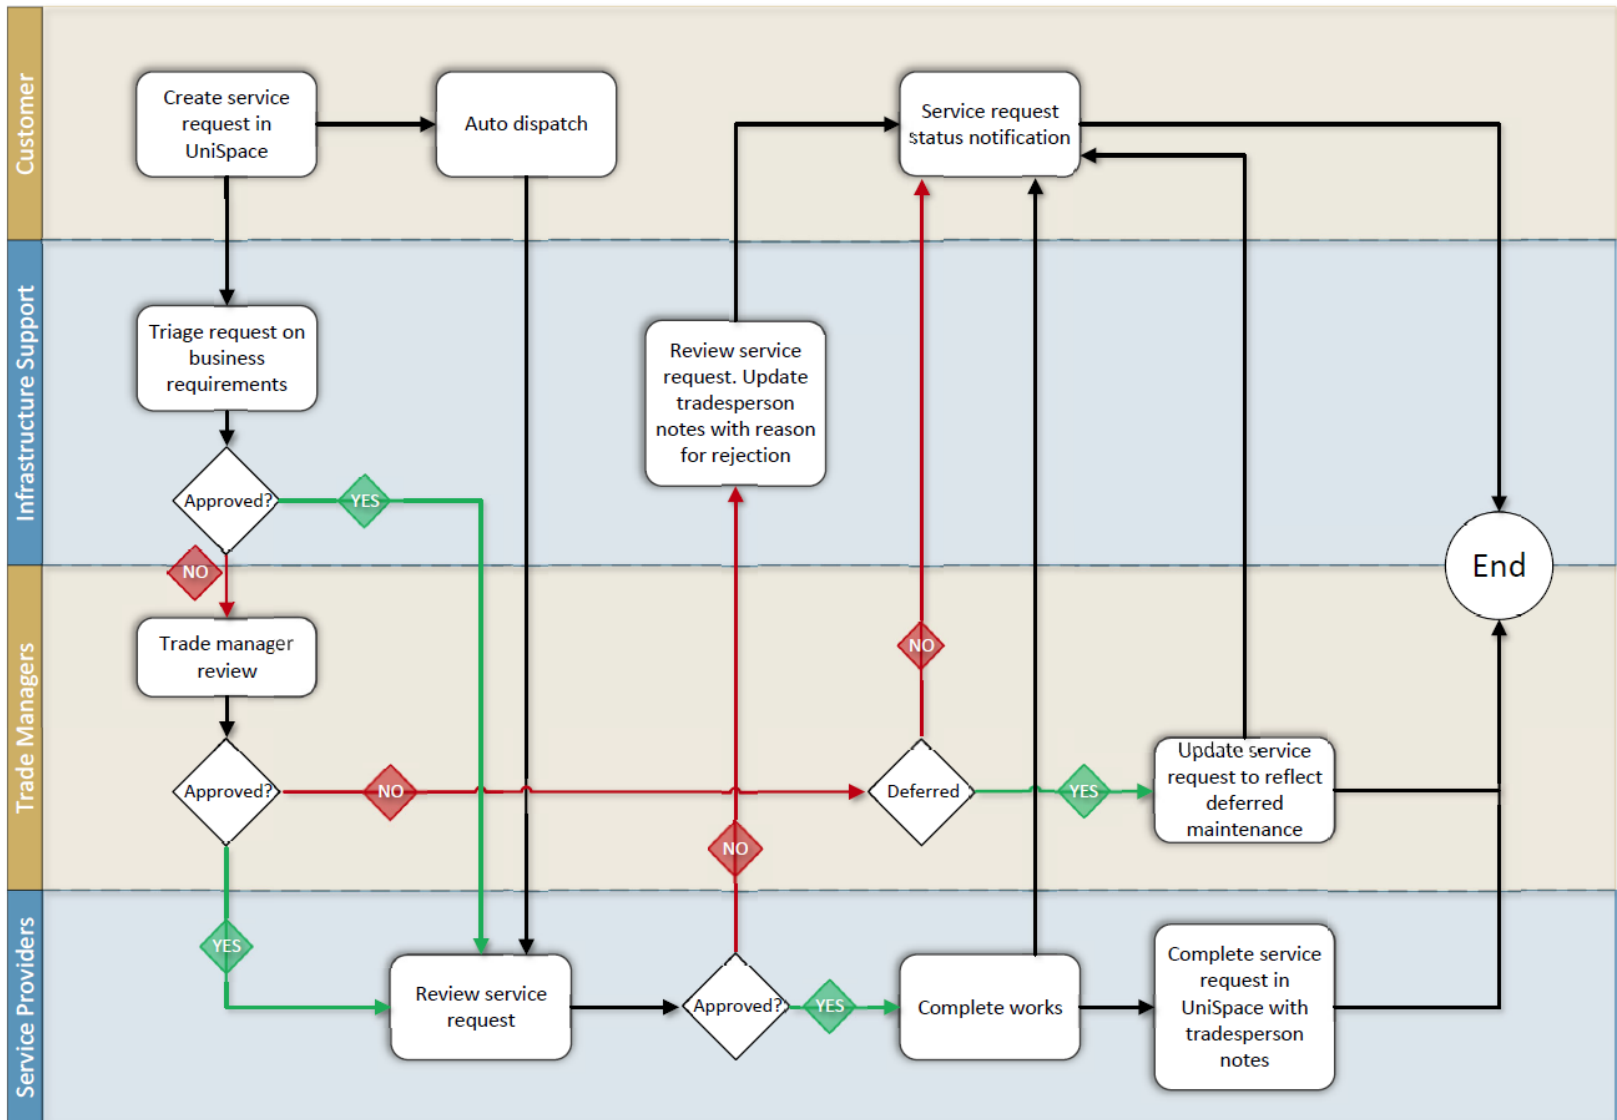 Customer
Create service
request in
UniSpace
Auto dispatch
Service request
status notification
Infrastructure Support
Triage request on
business
requirements
Review service
request. Update
tradesperson
notes with reason
for rejection
Approved?
YES
NO
End
Trade Managers
Trade manager
review
NO
Approved?
NO
Deferred
YES
Update service
request to reflect
deferred
maintenance
NO
Service Providers
YES
Review service
request
Approved?
YES
Complete works
Complete service
request in
UniSpace with
tradesperson
notes